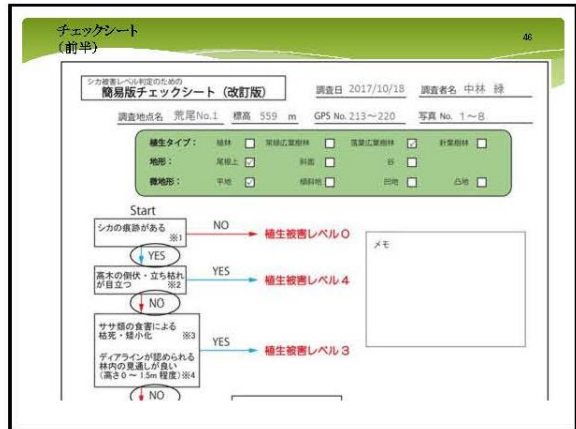 チェックシート
(前半)
46
シカ被害レベル判定のための
簡易版チェックシート（改訂版）
調査日 2017/10/18 調査者名 中林 緑
調査地点名 荒尾No.1 標高 559 m GPS No. 213～220 写真 No. 1～8
植生タイプ： 植林 □ 常緑広葉樹林 □ 落葉広葉樹林 ☑ 針葉樹林 □
地形： 尾根上 ☑ 斜面 □ 谷 □
微地形： 平地 ☑ 傾斜地 □ 凹地 □ 凸地 □
Start
シカの痕跡がある
※1
NO
植生被害レベル0
YES
メモ
高木の倒伏・立ち枯れ
が目立つ ※2
YES
植生被害レベル4
NO
ササ類の食害による
枯死・矮小化 ※3
ディアラインが認められる
林内の見通しが良い
(高さ0～1.5m 程度)※4
YES
植生被害レベル3
NO